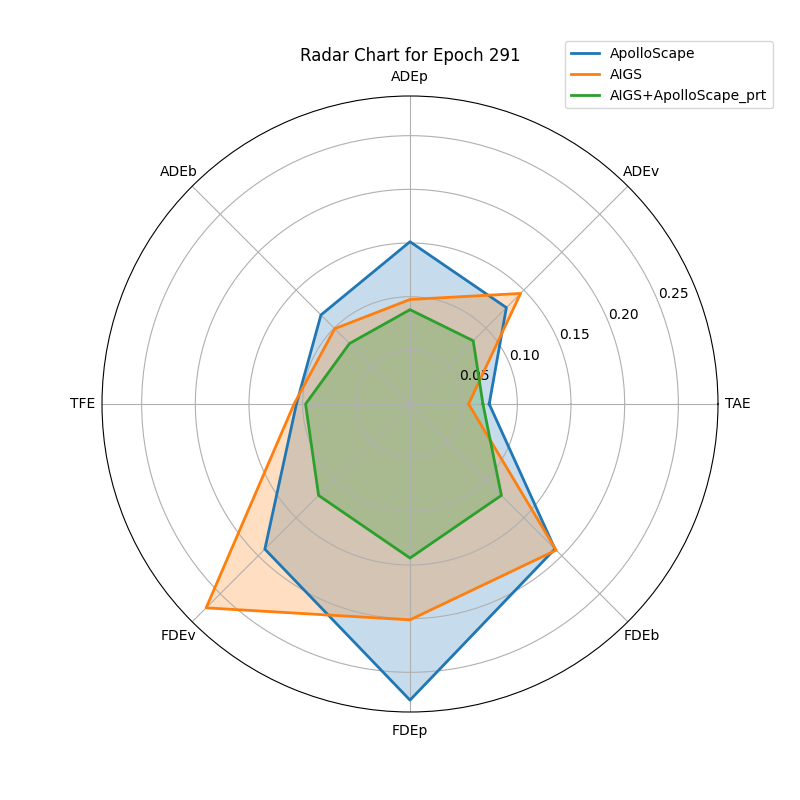 Radar Chart for Epoch 291
ApolloScape
AIGS
AIGS+ApolloScape_prt
ADEp
ADEb
ADEv
0.25
0.20
0.15
0.10
0.05
TFE
TAE
FDEv
FDEb
FDEp